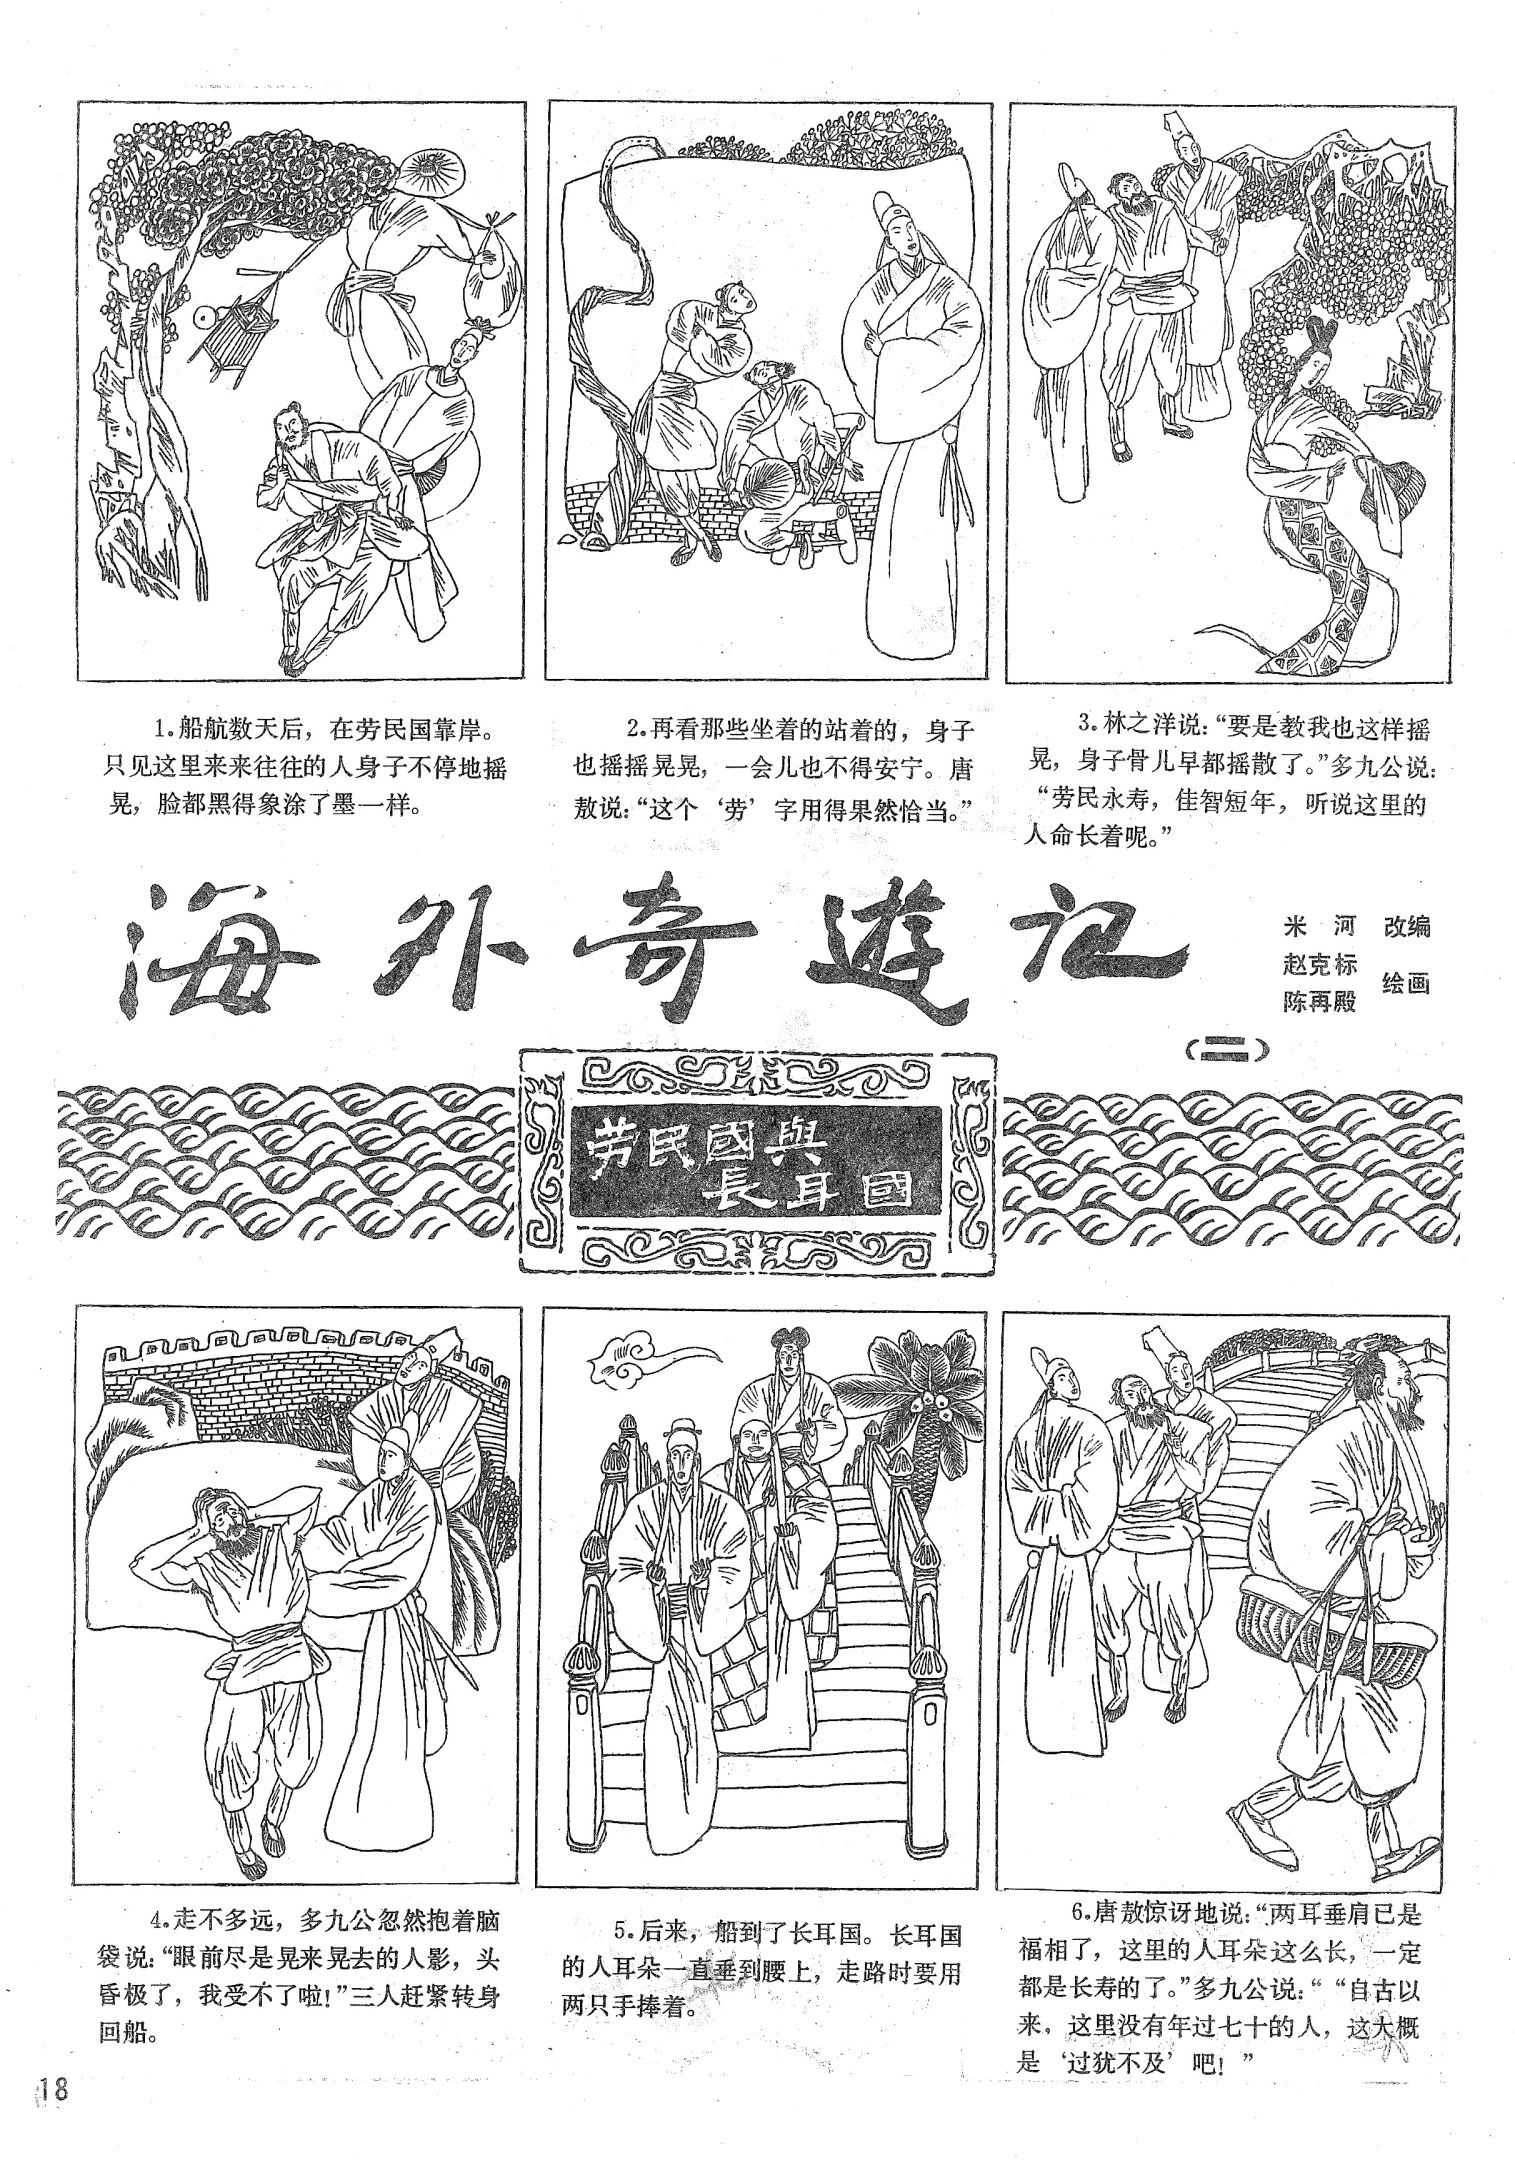 1.船航数天后，在劳民国靠岸。
只见这里来来往往的人身子不停地摇
晃，脸都黑得象涂了墨一样。
2.再看那些坐着的站着的，身子
也摇摇晃晃，一会儿也不得安宁。唐
敖说：“这个‘劳’字用得果然恰当。”
3.林之洋说：“要是教我也这样摇
晃，身子骨儿早都摇散了。”多九公说：
“劳民永寿，佳智短年，听说这里的
人命长着呢。”
海外奇遊记
米河 改编
赵克标
陈再殿
绘画
（二）
劳民國與
長耳國
4.走不多远，多九公忽然抱着脑
袋说：“眼前尽是晃来晃去的人影，头
昏极了，我受不了啦！”三人赶紧转身
回船。
5.后来，船到了长耳国。长耳国
的人耳朵一直垂到腰上，走路时要用
两只手捧着。
6.唐敖惊讶地说：“两耳垂肩已是
福相了，这里的人耳朵这么长，一定
都是长寿的了。”多九公说：“ “自古以
来，这里没有年过七十的人，这大概
是‘过犹不及’吧！”
18